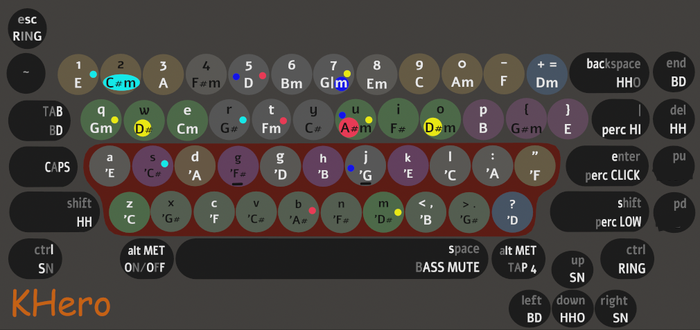 esc
RING
~
1
E
2
C#m
3
A
4
F#m
5
D
6
Bm
7
Glm
8
Em
9
C
0
Am
–
F
+ =
Dm
backspace
HHO
end
BD
TAB
BD
q
Gm
w
D#
e
Cm
r
G#
t
Fm
y
C#
u
A#m
i
F#
o
D#m
p
B
[
G#m
}
E
|
perc HI
del
HH
CAPS
a
'E
s
'C#
d
'A
g
'F#
g
'D
h
'B
j
'G
k
'E
l
'C
:
'A
"
'F
enter
perc CLICK
pu
shift
HH
z
'C
x
'G#
c
'F
v
'C#
b
'A#
n
'F#
m
'D#
< ,
'B
> .
'G#
?
'D
shift
perc LOW
pd
ctrl
SN
alt MET
ON/OFF
space
BASS MUTE
alt MET
TAP 4
up
SN
ctrl
RING
left
BD
down
HHO
right
SN
KHero